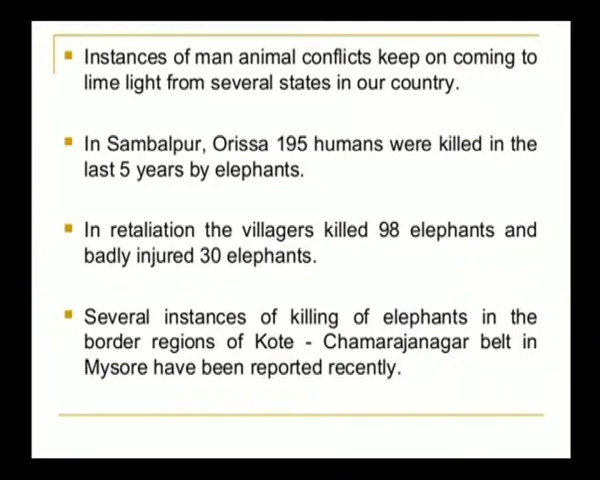 Instances of man animal conflicts keep on coming to
lime light from several states in our country.
In Sambalpur, Orissa 195 humans were killed in the
last 5 years by elephants.
In retaliation the villagers killed 98 elephants and
badly injured 30 elephants.
Several instances of killing of elephants in the
border regions of Kote - Chamarajanagar belt in
Mysore have been reported recently.